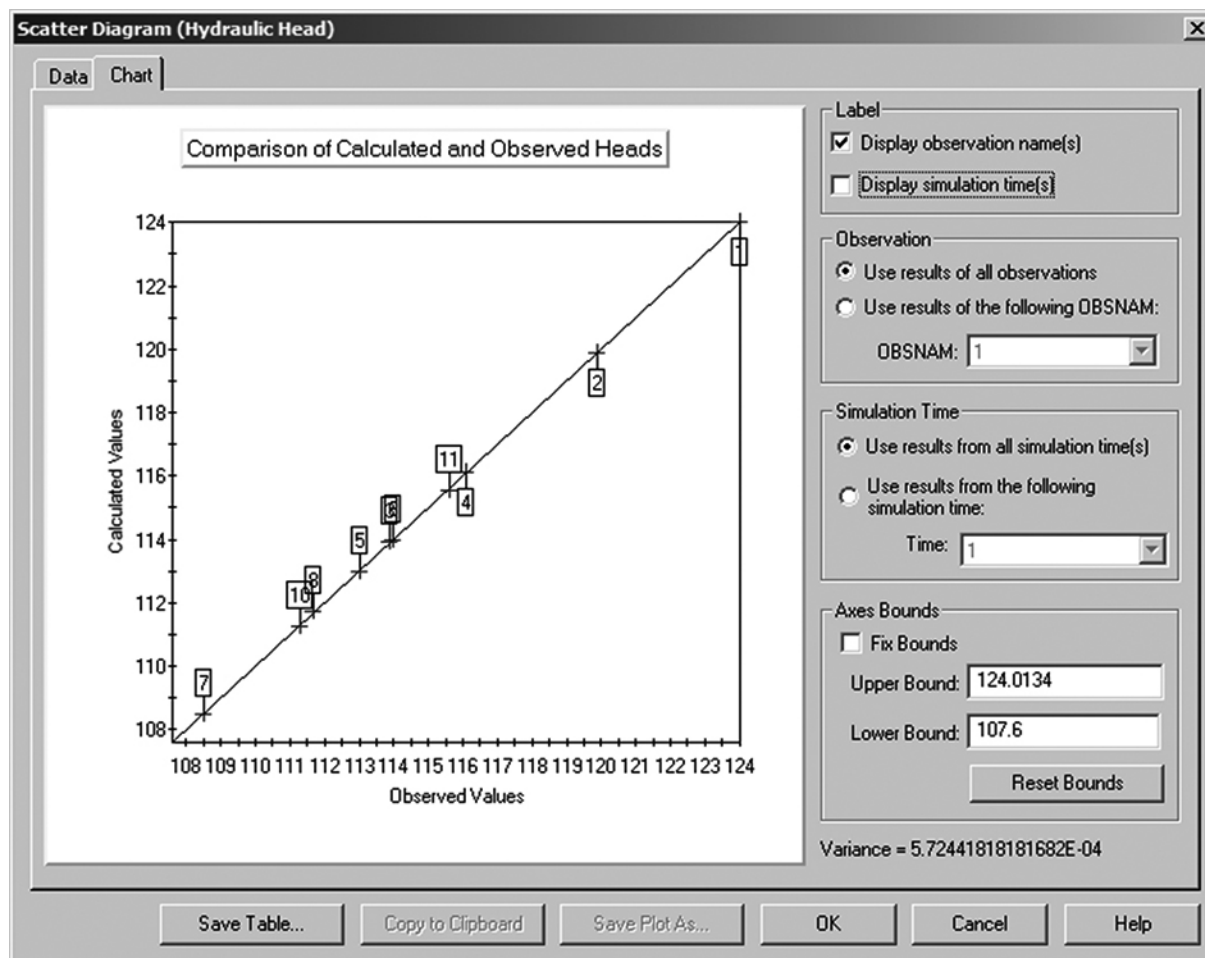 Scatter Diagram (Hydraulic Head)
Data Chart
Comparison of Calculated and Observed Heads
Calculated Values
124
122
120
118
116
114
112
110
108
1
2
11
4
5
8
10
7
108 109 110 111 112 113 114 115 116 117 118 119 120 121 122 123 124
Observed Values
Label
Display observation name(s)
Display simulation time(s)
Observation
Use results of all observations
Use results of the following OBSNAM:
OBSNAM: 1
Simulation Time
Use results from all simulation time(s)
Use results from the following
simulation time:
Time: 1
Axes Bounds
Fix Bounds
Upper Bound: 124.0134
Lower Bound: 107.6
Reset Bounds
Variance = 5.72441818181682E-04
Save Table... Copy to Clipboard Save Plot As... OK Cancel Help